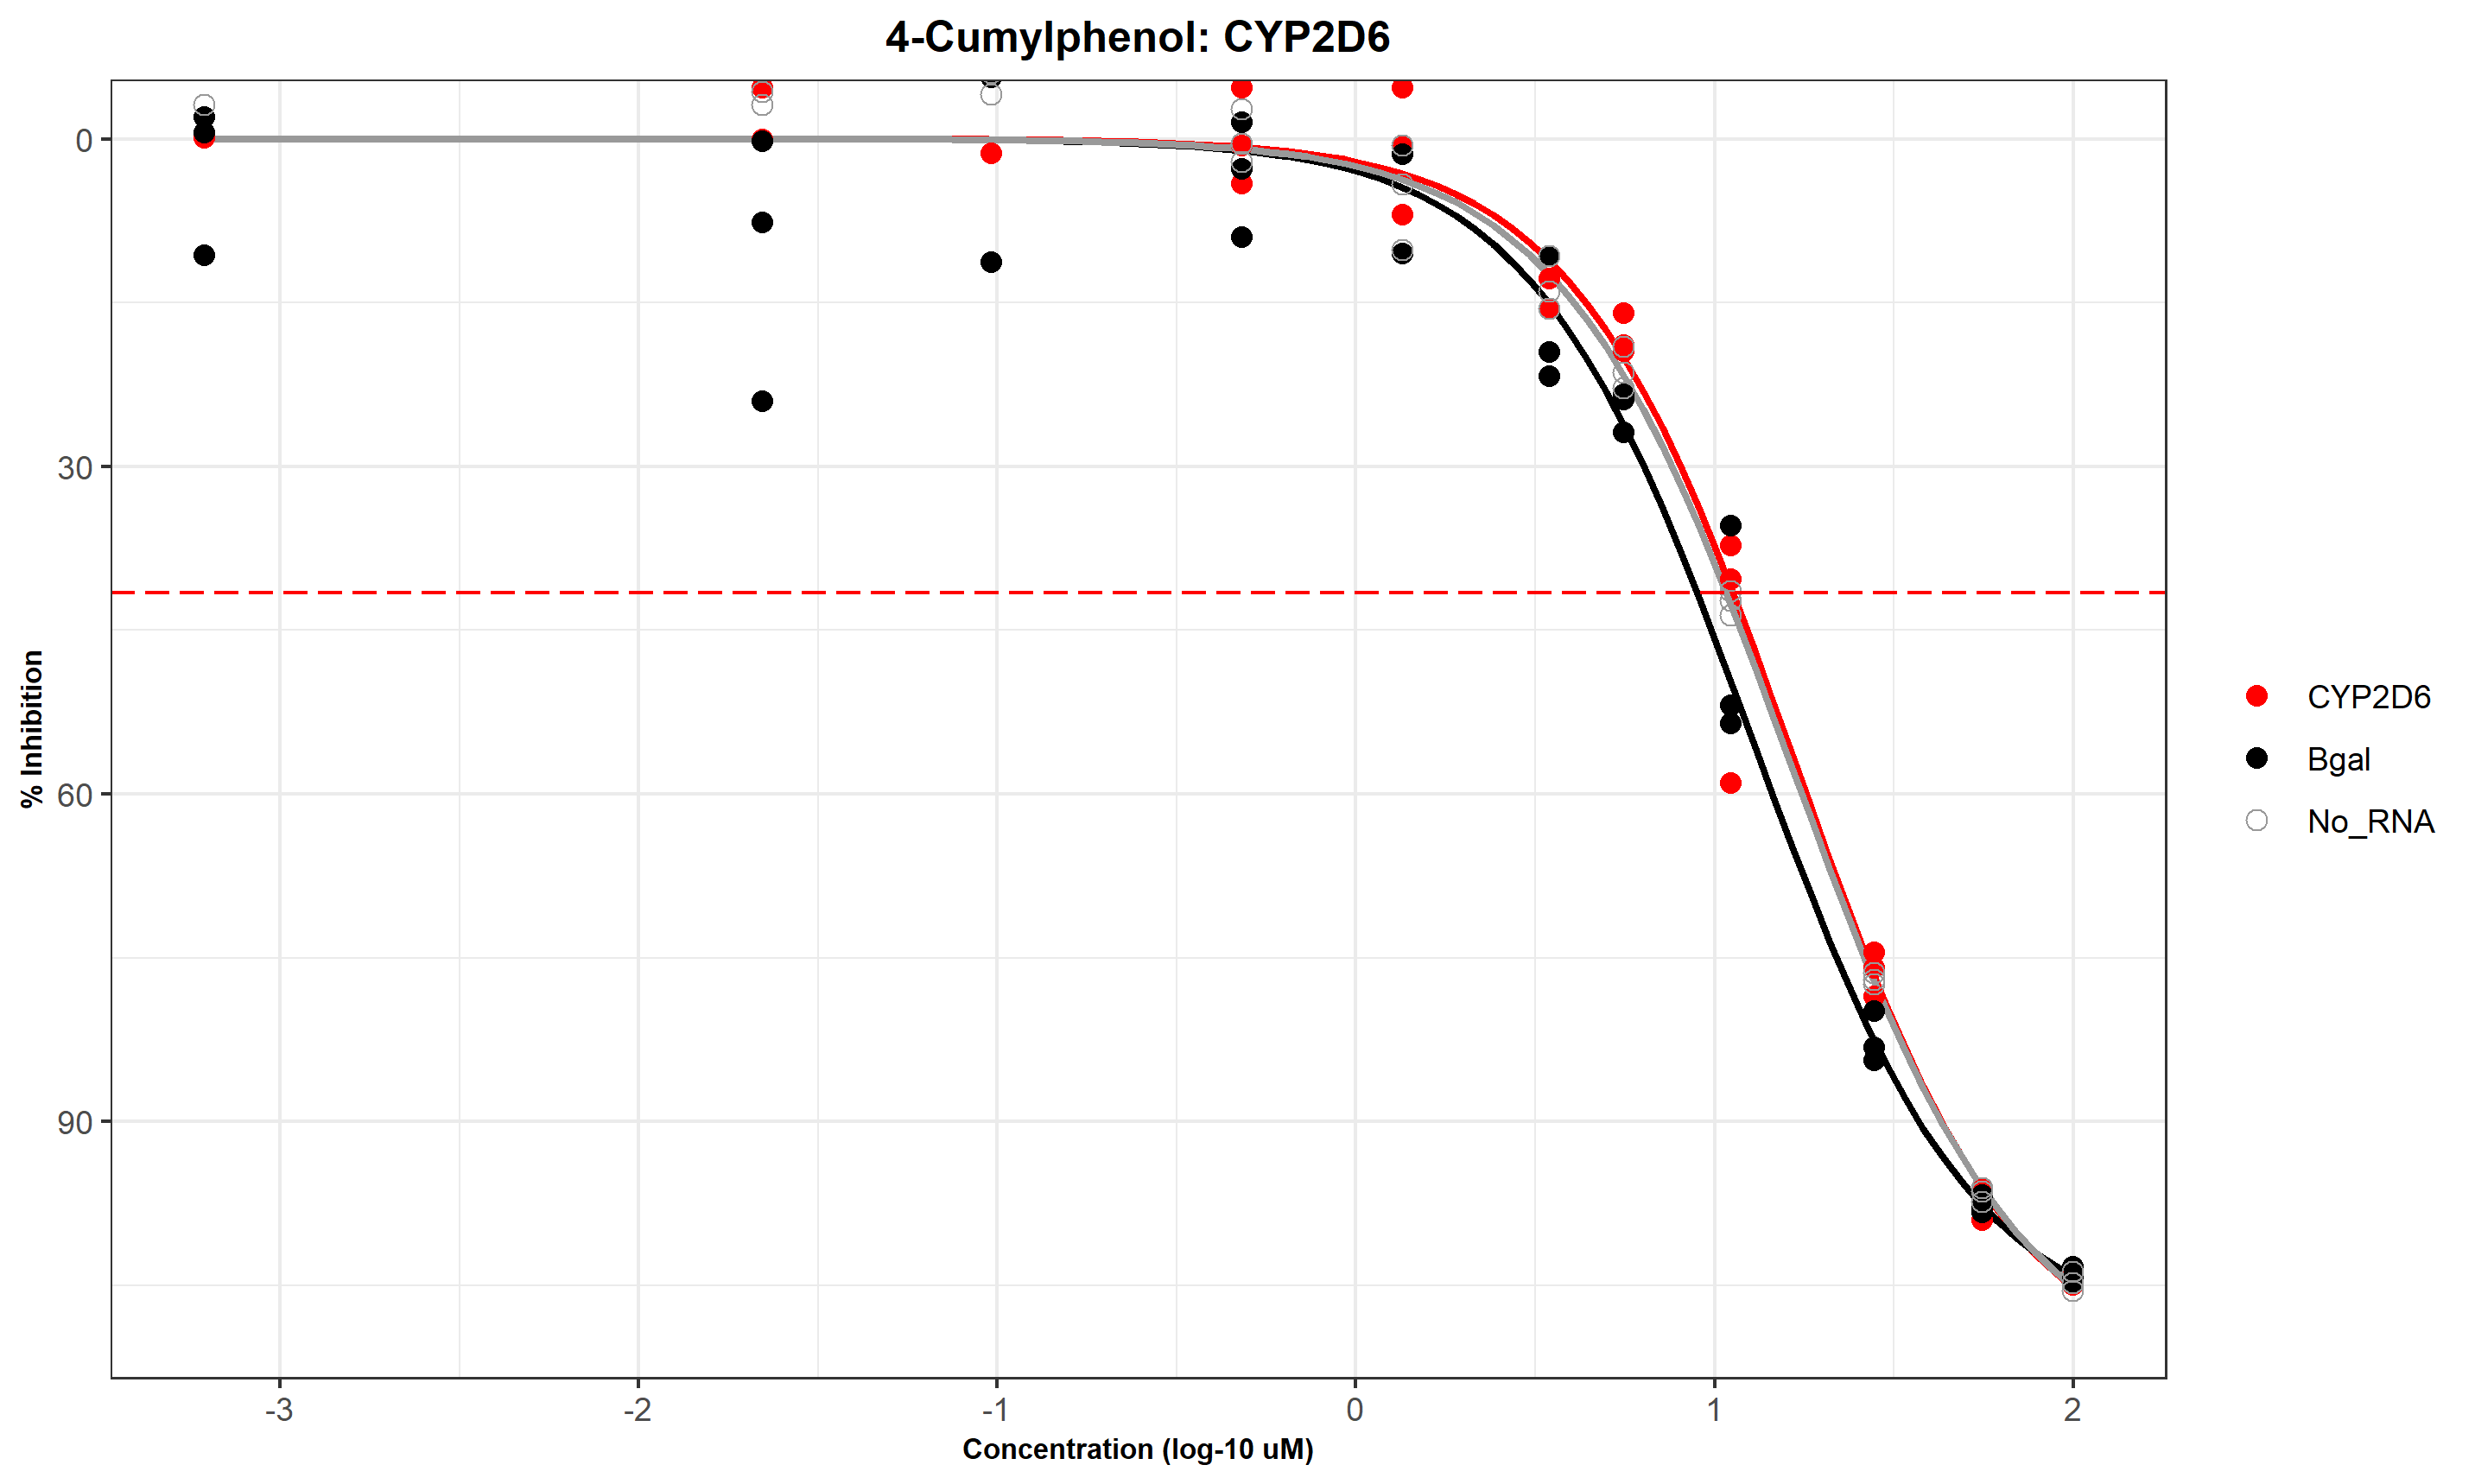 4-Cumylphenol: CYP2D6
0
30
60
90
% Inhibition
-3
-2
-1
0
1
2
Concentration (log-10 uM)
CYP2D6
Bgal
No_RNA